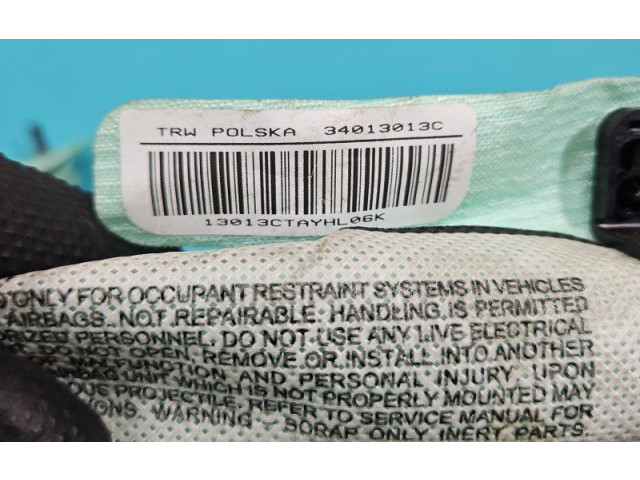 TRW POLSKA 34013013C
13013CTAYHL06K
ONLY FOR OCCUPANT RESTRAINT SYSTEMS IN VEHICLES
AIRBAGS. NOT REPAIRABLE. HANDLING IS PERMITTED
PERSONNEL. DO NOT USE ANY LIVE ELECTRICAL
DO NOT OPEN, REMOVE OR INSTALL INTO ANOTHER
FUNCTION AND PERSONAL INJURY UPON
UNIT WHICH IS NOT PROPERLY MOUNTED MAY
PROJECTILE. REFER TO SERVICE MANUAL FOR
WARNING - SCRAP ONLY INERT PARTS.